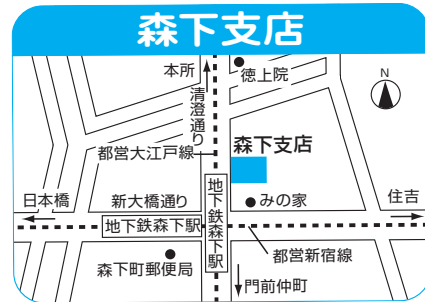 森下支店
本所
徳上院
N
清澄通り
森下支店
都営大江戸線
日本橋
新大橋通り
地下鉄森下駅
みの家
住吉
地下鉄森下駅
都営新宿線
森下町郵便局
門前仲町